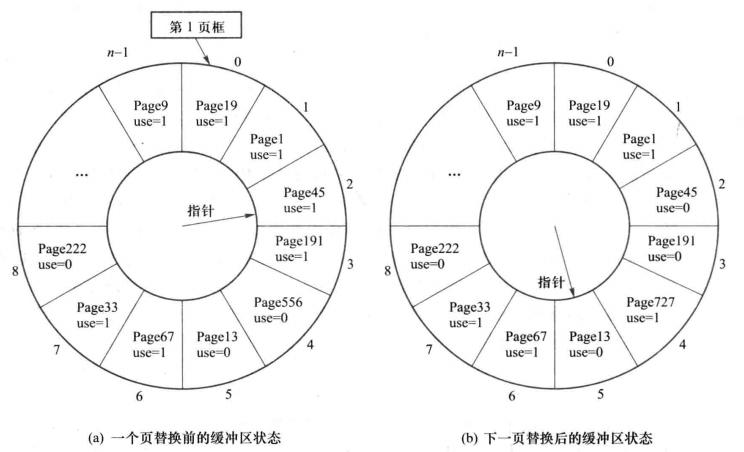 第1页框
n–1
0
Page9
use=1
Page19
use=1
1
Page1
use=1
2
Page45
use=1
...
指针
Page191
use=1
3
Page222
use=0
8
Page556
use=0
4
Page33
use=1
7
Page67
use=1
6
Page13
use=0
5
(a) 一个页替换前的缓冲区状态
n–1
0
Page9
use=1
Page19
use=1
1
Page1
use=1
2
Page45
use=0
...
Page191
use=0
3
Page222
use=0
8
指针
Page727
use=1
4
Page33
use=1
7
Page67
use=1
6
Page13
use=0
5
(b) 下一页替换后的缓冲区状态